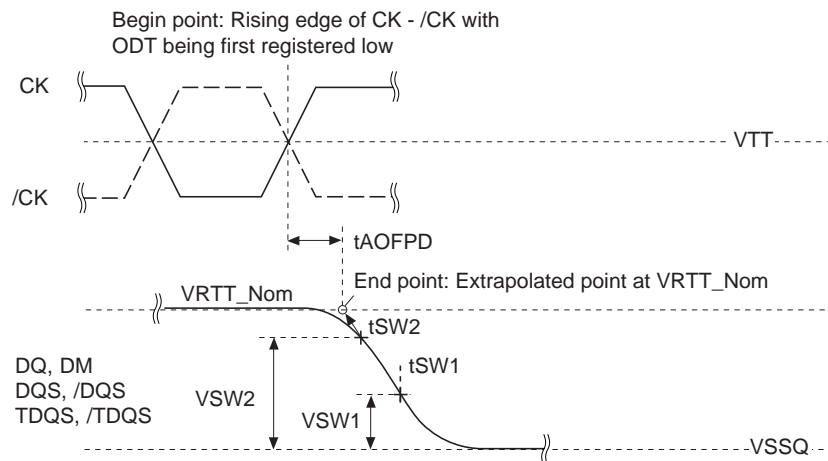 Begin point: Rising edge of CK - /CK with
ODT being first registered low
CK
VTT
/CK
tAOFPD
End point: Extrapolated point at VRTT_Nom
VRTT_Nom
tSW2
tSW1
DQ, DM
DQS, /DQS
TDQS, /TDQS
VSW2
VSW1
VSSQ